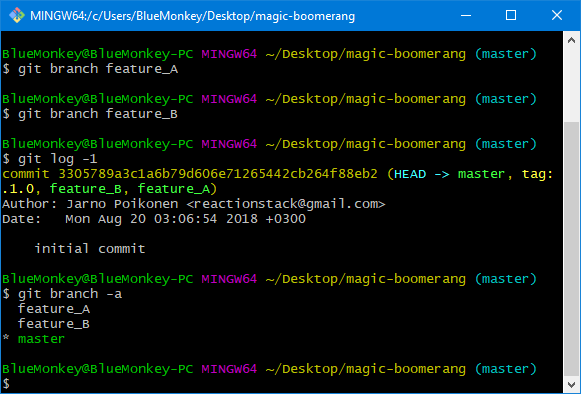 MINGW64:/c/Users/BlueMonkey/Desktop/magic-boomerang
BlueMonkey@BlueMonkey-PC MINGW64 ~/Desktop/magic-boomerang (master)
$ git branch feature_A
BlueMonkey@BlueMonkey-PC MINGW64 ~/Desktop/magic-boomerang (master)
$ git branch feature_B
BlueMonkey@BlueMonkey-PC MINGW64 ~/Desktop/magic-boomerang (master)
$ git log -1
commit 3305789a3c1a6b79d606e71265442cb264f88eb2 (HEAD -> master, tag:
.1.0, feature_B, feature_A)
Author: Jarno Poikonen <reactionstack@gmail.com>
Date:   Mon Aug 20 03:06:54 2018 +0300
    initial commit
BlueMonkey@BlueMonkey-PC MINGW64 ~/Desktop/magic-boomerang (master)
$ git branch -a
  feature_A
  feature_B
* master
BlueMonkey@BlueMonkey-PC MINGW64 ~/Desktop/magic-boomerang (master)
$